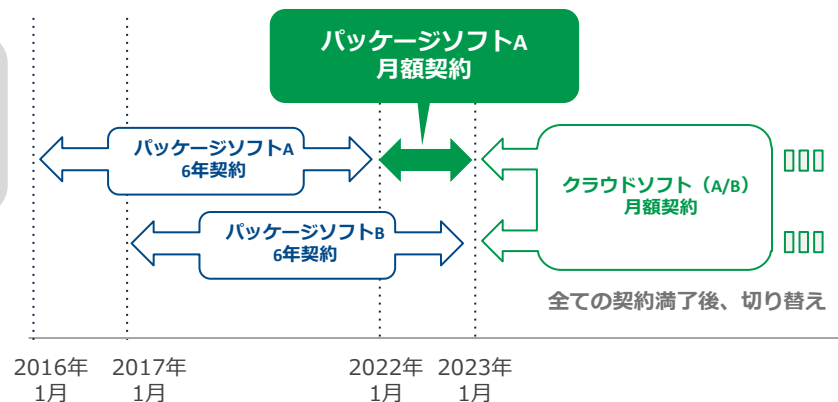 パッケージソフトA
月額契約
パッケージソフトA
6年契約
クラウドソフト（A/B）
月額契約
パッケージソフトB
6年契約
全ての契約満了後、切り替え
2016年
1月
2017年
1月
2022年
1月
2023年
1月